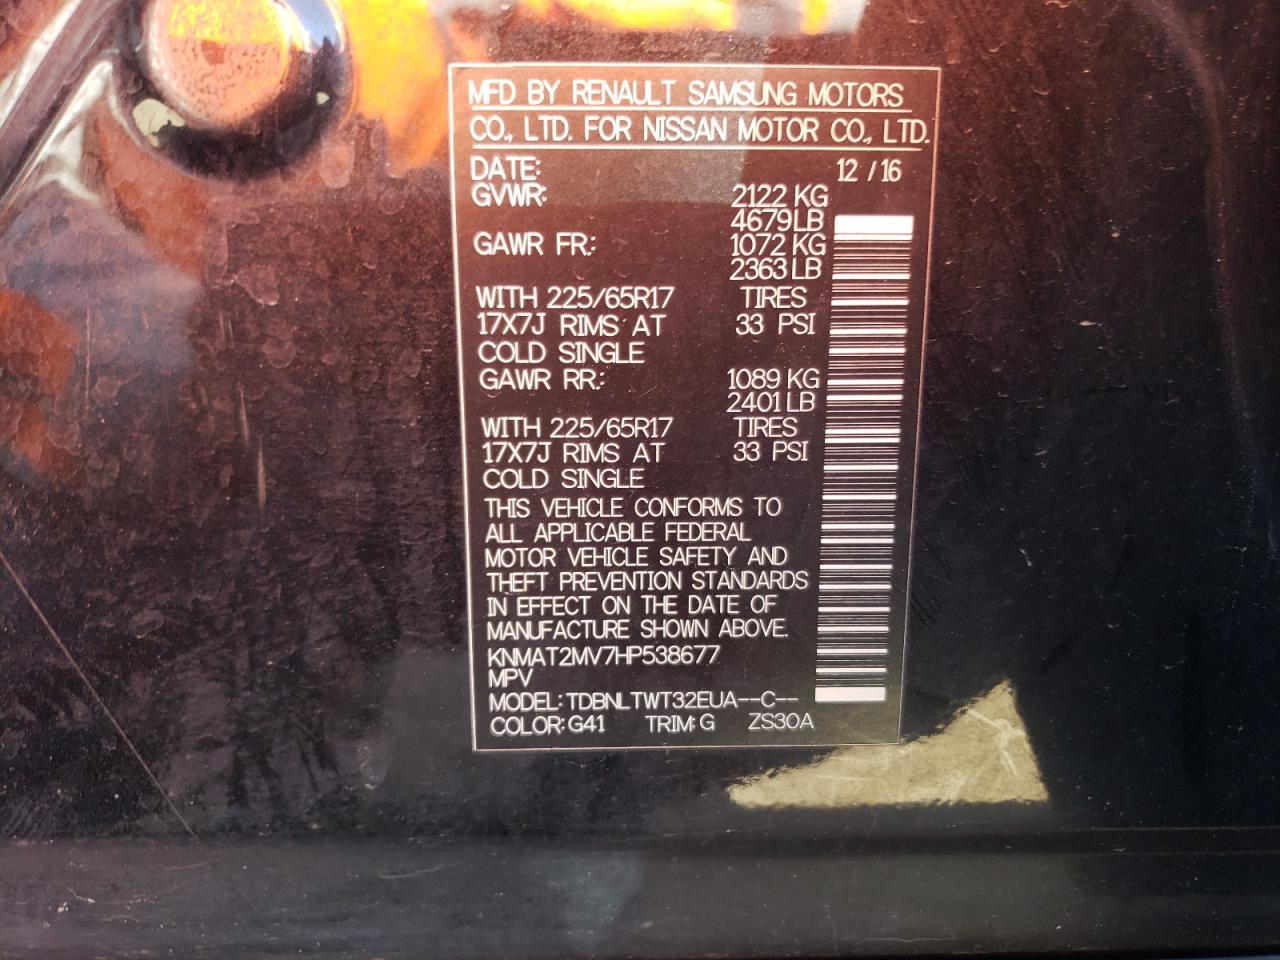 MFD BY RENAULT SAMSUNG MOTORS
CO., LTD. FOR NISSAN MOTOR CO., LTD.
DATE: 12 / 16
GVWR: 2122 KG
4679 LB
GAWR FR.: 1072 KG
2363 LB
WITH 225/65R17 TIRES
17X7J RIMS AT 33 PSI
COLD SINGLE
GAWR RR.: 1089 KG
2401 LB
WITH 225/65R17 TIRES
17X7J RIMS AT 33 PSI
COLD SINGLE
THIS VEHICLE CONFORMS TO
ALL APPLICABLE FEDERAL
MOTOR VEHICLE SAFETY AND
THEFT PREVENTION STANDARDS
IN EFFECT ON THE DATE OF
MANUFACTURE SHOWN ABOVE.
KNMAT2MV7HP538677
MPV
MODEL: TDBNLTWT32EUA--C--
COLOR: G41 TRIM: G ZS30A